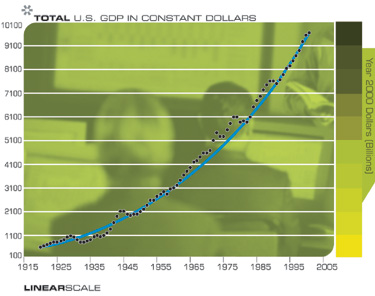 * TOTAL U.S. GDP IN CONSTANT DOLLARS
10100
9100
8100
7100
6100
5100
4100
3100
2100
1100
100
1915 1925 1935 1945 1955 1965 1975 1985 1995 2005
Year 2000 Dollars [Billions]
LINEARSCALE